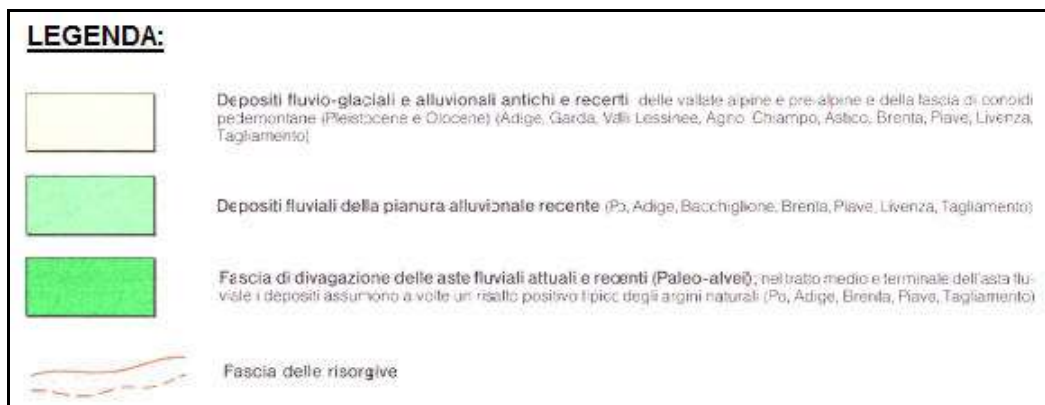 LEGENDA:
Depositi fluvio-glaciali e alluvionali antichi e recenti delle vallate alpine e pre-alpine e della fascia di conoidi
pedemontane (Pleistocene e Olocene) (Adige, Garda, Valli Lessinee, Agno Chiampo, Astico, Brenta, Piave, Livenza,
Tagliamento)
Depositi fluviali della pianura alluvionale recente (Po, Adige, Bacchiglione, Brenta, Piave, Livenza, Tagliamento)
Fascia di divagazione delle aste fluviali attuali e recenti (Paleo-alvei); nel tratto medio e terminale dell'asta flu-
viale i depositi assumono a volte un risalto positivo tipico degli argini naturali (Po, Adige, Brenta, Piave, Tagliamento)
Fascia delle risorgive